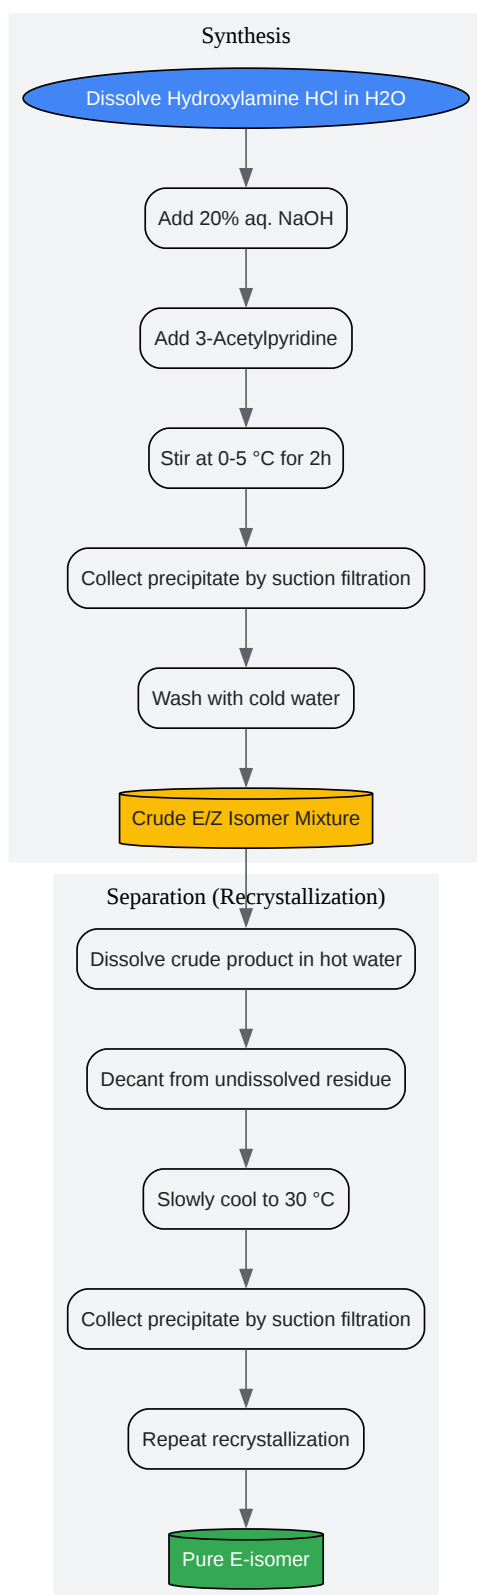 Synthesis
Dissolve Hydroxylamine HCl in H2O
Add 20% aq. NaOH
Add 3-Acetylpyridine
Stir at 0-5 °C for 2h
Collect precipitate by suction filtration
Wash with cold water
Crude E/Z Isomer Mixture
Separation (Recrystallization)
Dissolve crude product in hot water
Decant from undissolved residue
Slowly cool to 30 °C
Collect precipitate by suction filtration
Repeat recrystallization
Pure E-isomer